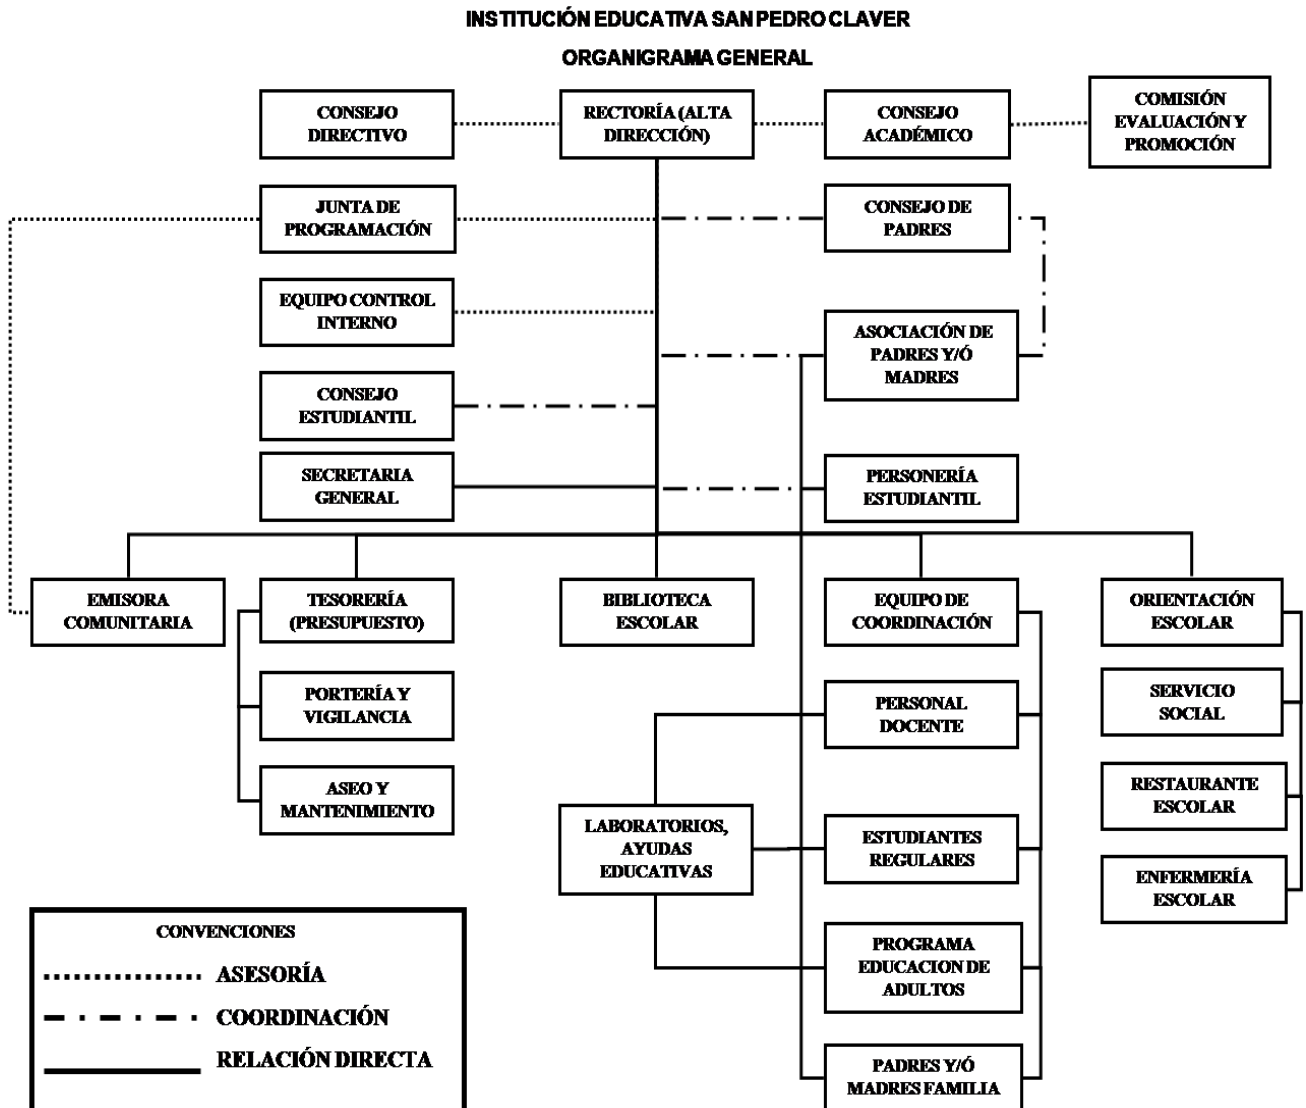 INSTITUCIÓN EDUCATIVA SAN PEDRO CLAVER
ORGANIGRAMA GENERAL
CONSEJO
DIRECTIVO
RECTORÍA (ALTA
DIRECCIÓN)
CONSEJO
ACADÉMICO
COMISIÓN
EVALUACIÓN Y
PROMOCIÓN
JUNTA DE
PROGRAMACIÓN
CONSEJO DE
PADRES
EQUIPO CONTROL
INTERNO
ASOCIACIÓN DE
PADRES Y/Ó
MADRES
CONSEJO
ESTUDIANTIL
SECRETARIA
GENERAL
PERSONERÍA
ESTUDIANTIL
EMISORA
COMUNITARIA
TESORERÍA
(PRESUPUESTO)
BIBLIOTECA
ESCOLAR
EQUIPO DE
COORDINACIÓN
ORIENTACIÓN
ESCOLAR
PORTERÍA Y
VIGILANCIA
PERSONAL
DOCENTE
SERVICIO
SOCIAL
ASEO Y
MANTENIMIENTO
RESTAURANTE
ESCOLAR
LABORATORIOS,
AYUDAS
EDUCATIVAS
ESTUDIANTES
REGULARES
ENFERMERÍA
ESCOLAR
PROGRAMA
EDUCACION DE
ADULTOS
PADRES Y/Ó
MADRES FAMILIA
CONVENCIONES
ASESORÍA
COORDINACIÓN
RELACIÓN DIRECTA